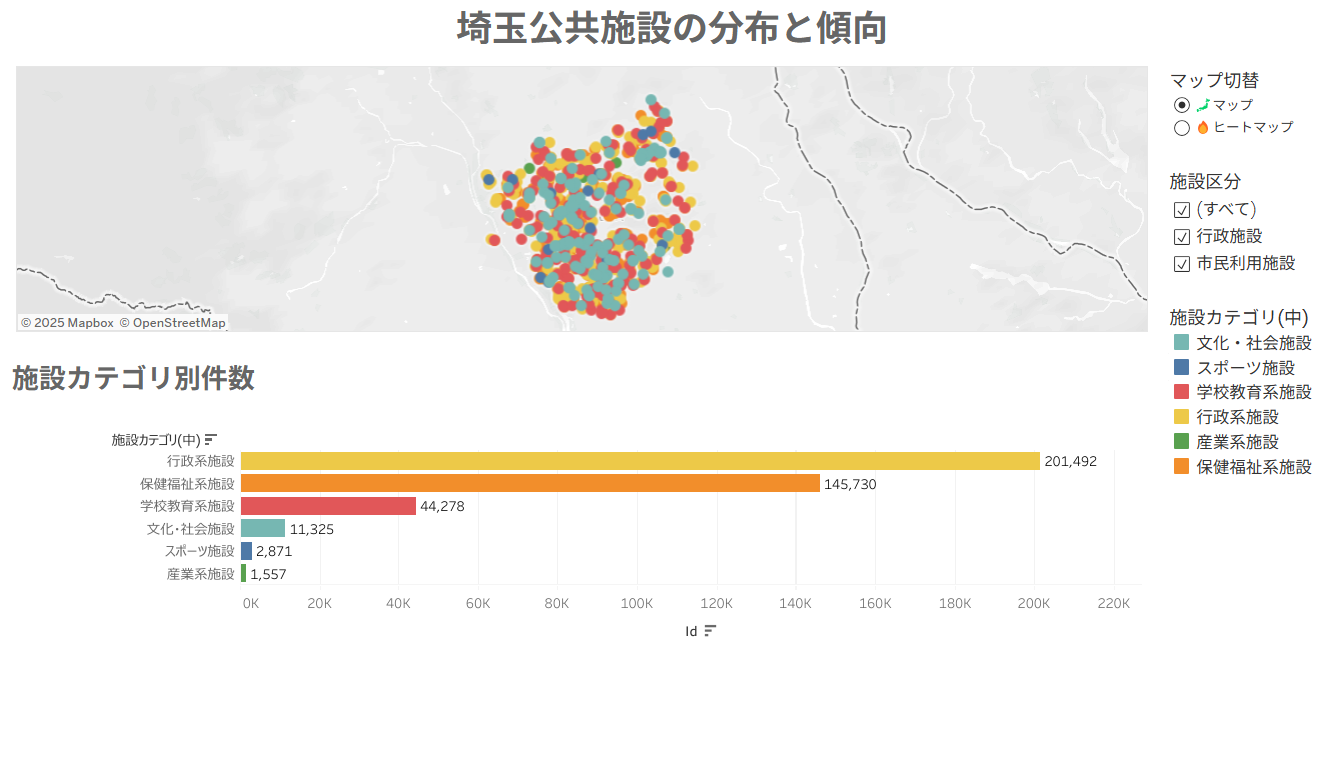 埼玉公共施設の分布と傾向
マップ切替
マップ
ヒートマップ
施設区分
(すべて)
行政施設
市民利用施設
施設カテゴリ(中)
文化・社会施設
スポーツ施設
学校教育系施設
行政系施設
産業系施設
保健福祉系施設
© 2025 Mapbox © OpenStreetMap
施設カテゴリ別件数
施設カテゴリ(中)
行政系施設 201,492
保健福祉系施設 145,730
学校教育系施設 44,278
文化・社会施設 11,325
スポーツ施設 2,871
産業系施設 1,557
0K 20K 40K 60K 80K 100K 120K 140K 160K 180K 200K 220K
Id